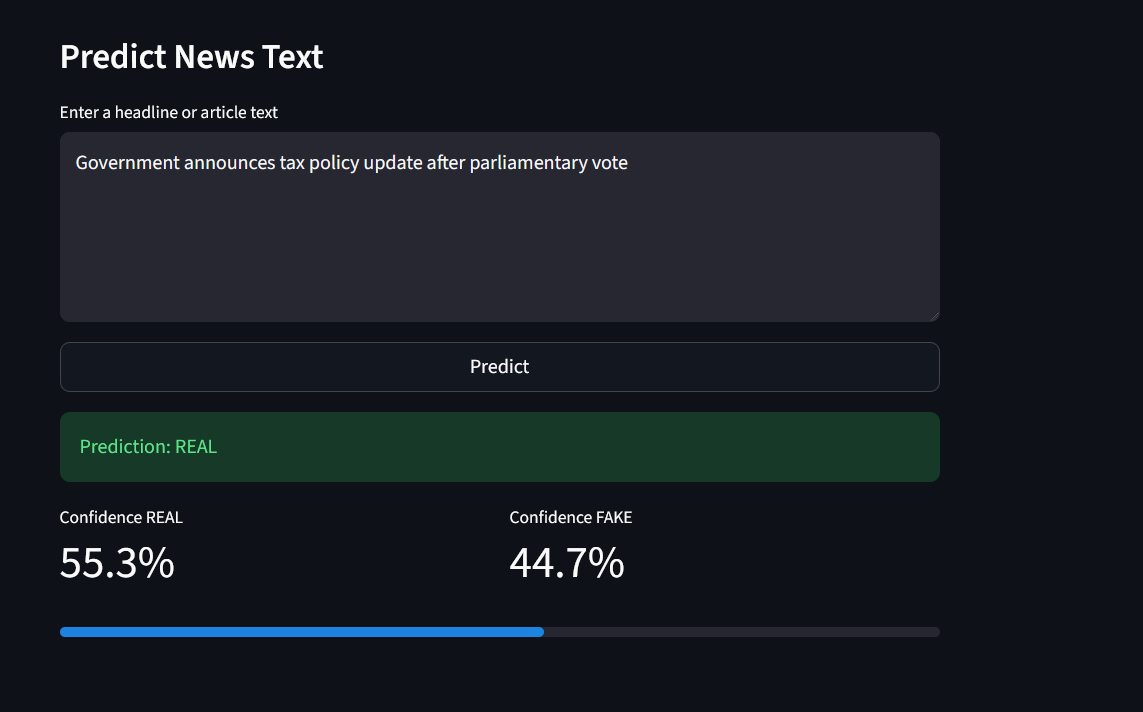 Predict News Text
Enter a headline or article text
Government announces tax policy update after parliamentary vote
Predict
Prediction: REAL
Confidence REAL
Confidence FAKE
55.3%
44.7%